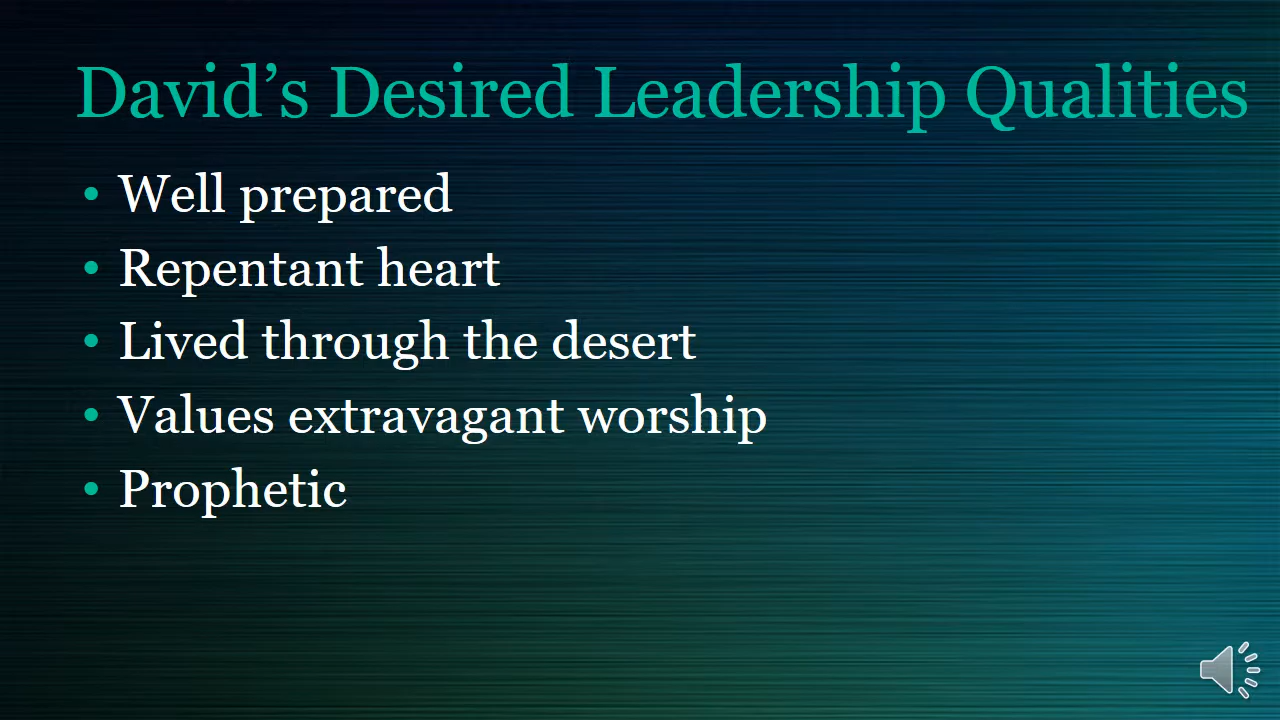 David’s Desired Leadership Qualities
• Well prepared
• Repentant heart
• Lived through the desert
• Values extravagant worship
• Prophetic